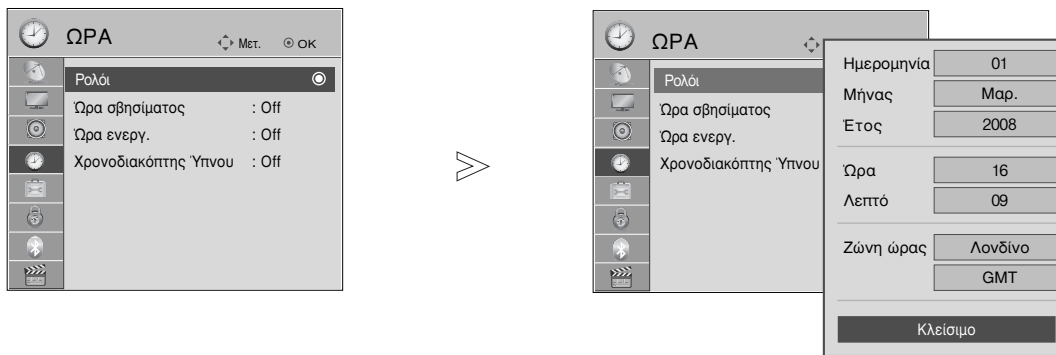 ΩΡΑ Μετ. OK
Ρολόι
Ώρα σβησίματος : Off
Ώρα ενεργ. : Off
Χρονοδιακόπτης Ύπνου : Off
ΩΡΑ
Ρολόι
Ώρα σβησίματος
Ώρα ενεργ.
Χρονοδιακόπτης Ύπνου
Ημερομηνία 01
Μήνας Μαρ.
Έτος 2008
Ώρα 16
Λεπτό 09
Ζώνη ώρας Λονδίνο
GMT
Κλείσιμο